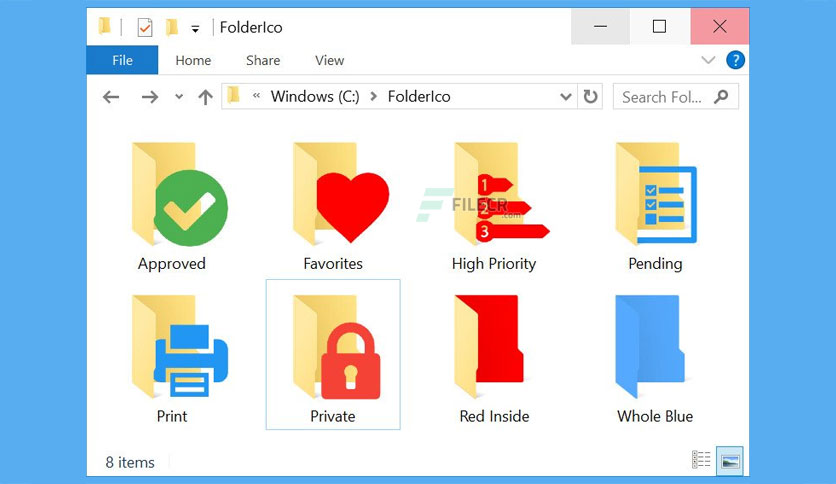 FolderIco
File Home Share View ?
« Windows (C:) > FolderIco Search Fol...
1
2
3
FILECR
.com
Approved Favorites High Priority Pending
Print Private Red Inside Whole Blue
8 items